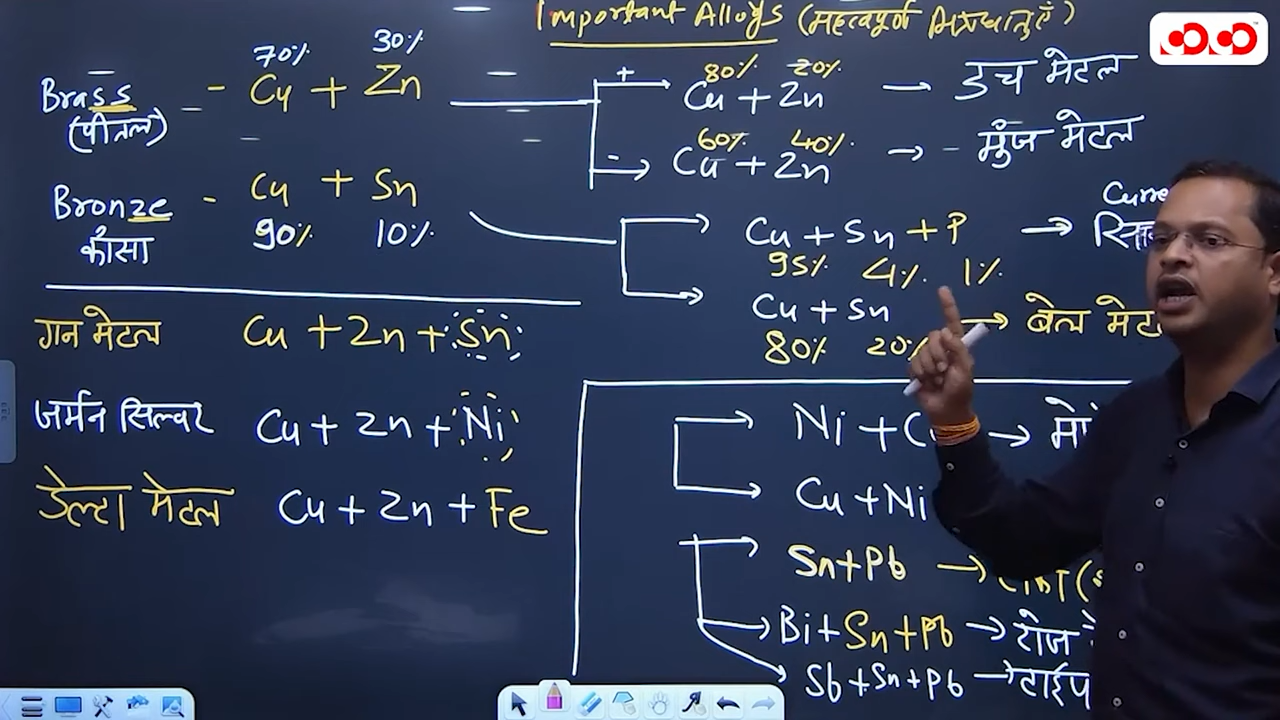 Important Alloys (महत्वपूर्ण मिश्रधातुएँ)
70% 30%
Brass - Cu + Zn
(पीतल)
80% 20%
+ Cu + Zn → डच मेटल
60% 40%
- Cu + Zn → मुंज मेटल
Bronze - Cu + Sn
कांसा 90% 10%
Cu + Sn + P →
95% 4% 1%
Cu + Sn → बेल
80% 20%
गन मेटल Cu + Zn + Sn
जर्मन सिल्वर Cu + Zn + Ni
डेल्टा मेटल Cu + Zn + Fe
Ni + →
Cu + Ni
Sn + Pb →
Bi + Sn + Pb → रोज
Sb + Sn + Pb → टाईप